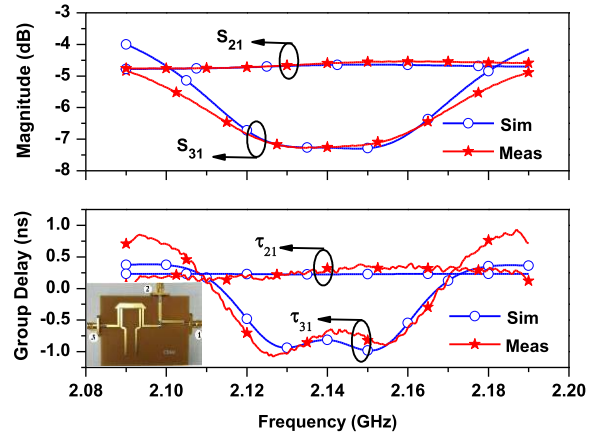 Magnitude (dB)
-3
-4
-5
-6
-7
-8
S21
S31
Sim
Meas
Group Delay (ns)
1.0
0.5
0.0
-0.5
-1.0
τ21
τ31
2
3
1
Sim
Meas
2.08
2.10
2.12
2.14
2.16
2.18
2.20
Frequency (GHz)